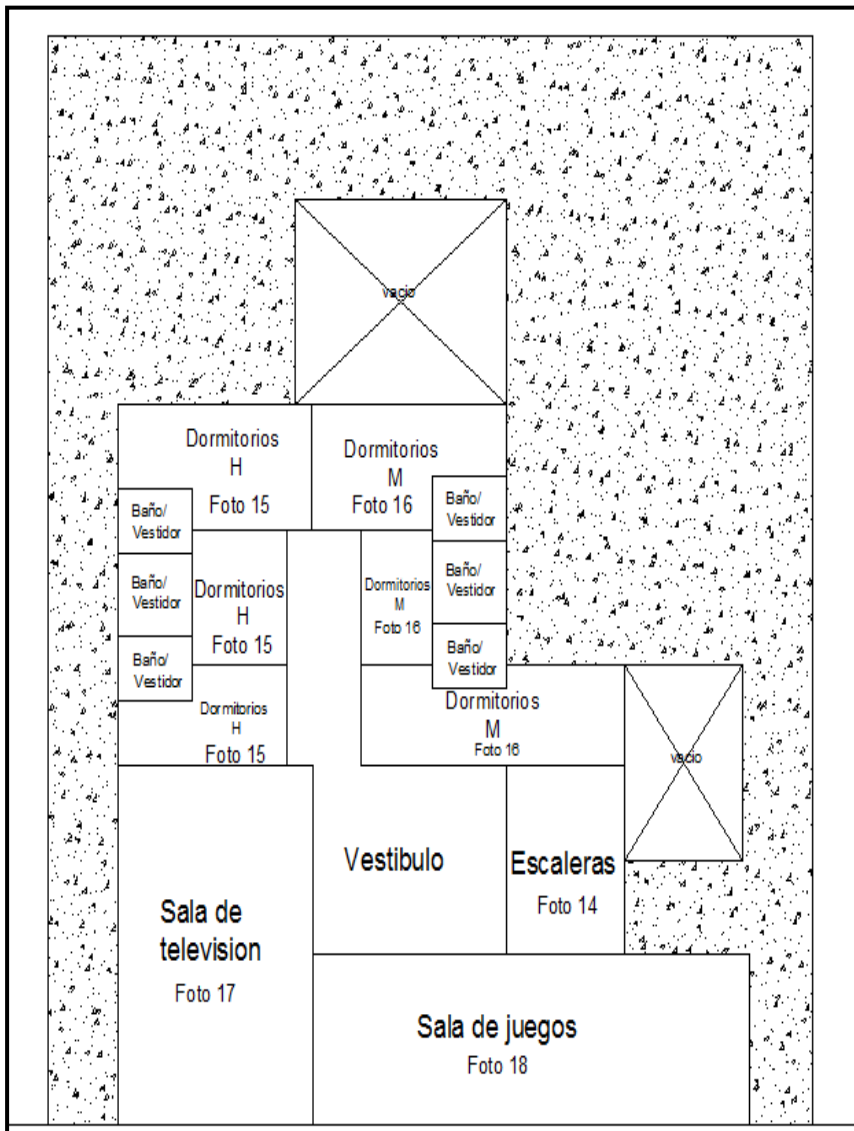 vacio
Dormitorios
H
Foto 15
Dormitorios
M
Foto 16
Baño/
Vestidor
Baño/
Vestidor
Baño/
Vestidor
Dormitorios
H
Foto 15
Dormitorios
M
Foto 16
Baño/
Vestidor
Baño/
Vestidor
Baño/
Vestidor
Dormitorios
H
Foto 15
Dormitorios
M
Foto 16
vacio
Vestibulo
Escaleras
Foto 14
Sala de
television
Foto 17
Sala de juegos
Foto 18